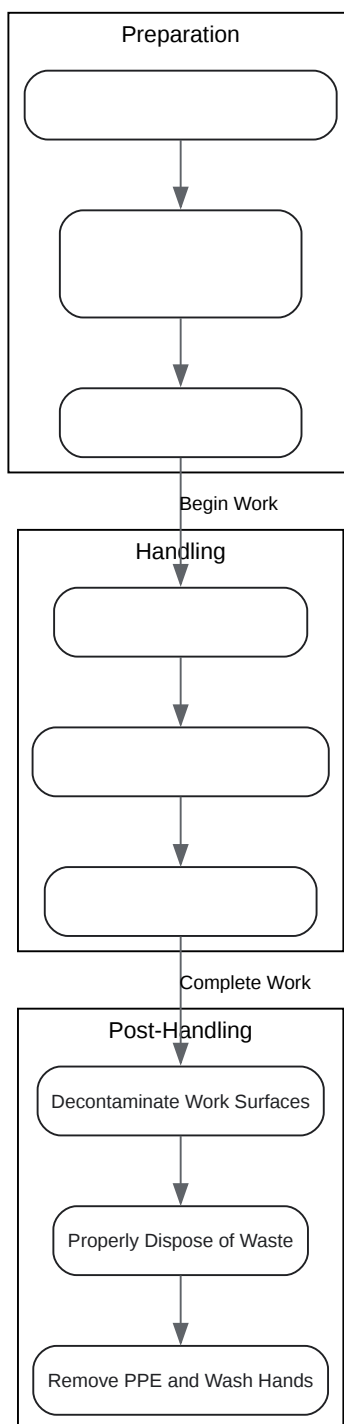 Preparation
Begin Work
Handling
Complete Work
Post-Handling
Decontaminate Work Surfaces
Properly Dispose of Waste
Remove PPE and Wash Hands